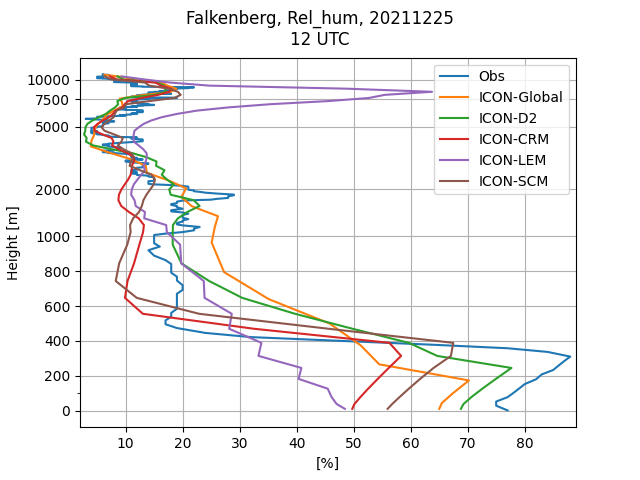 Falkenberg, Rel_hum, 20211225
12 UTC
Obs
ICON-Global
ICON-D2
ICON-CRM
ICON-LEM
ICON-SCM
Height [m]
10000
7500
5000
2000
1000
800
600
400
200
0
10 20 30 40 50 60 70 80
[%]